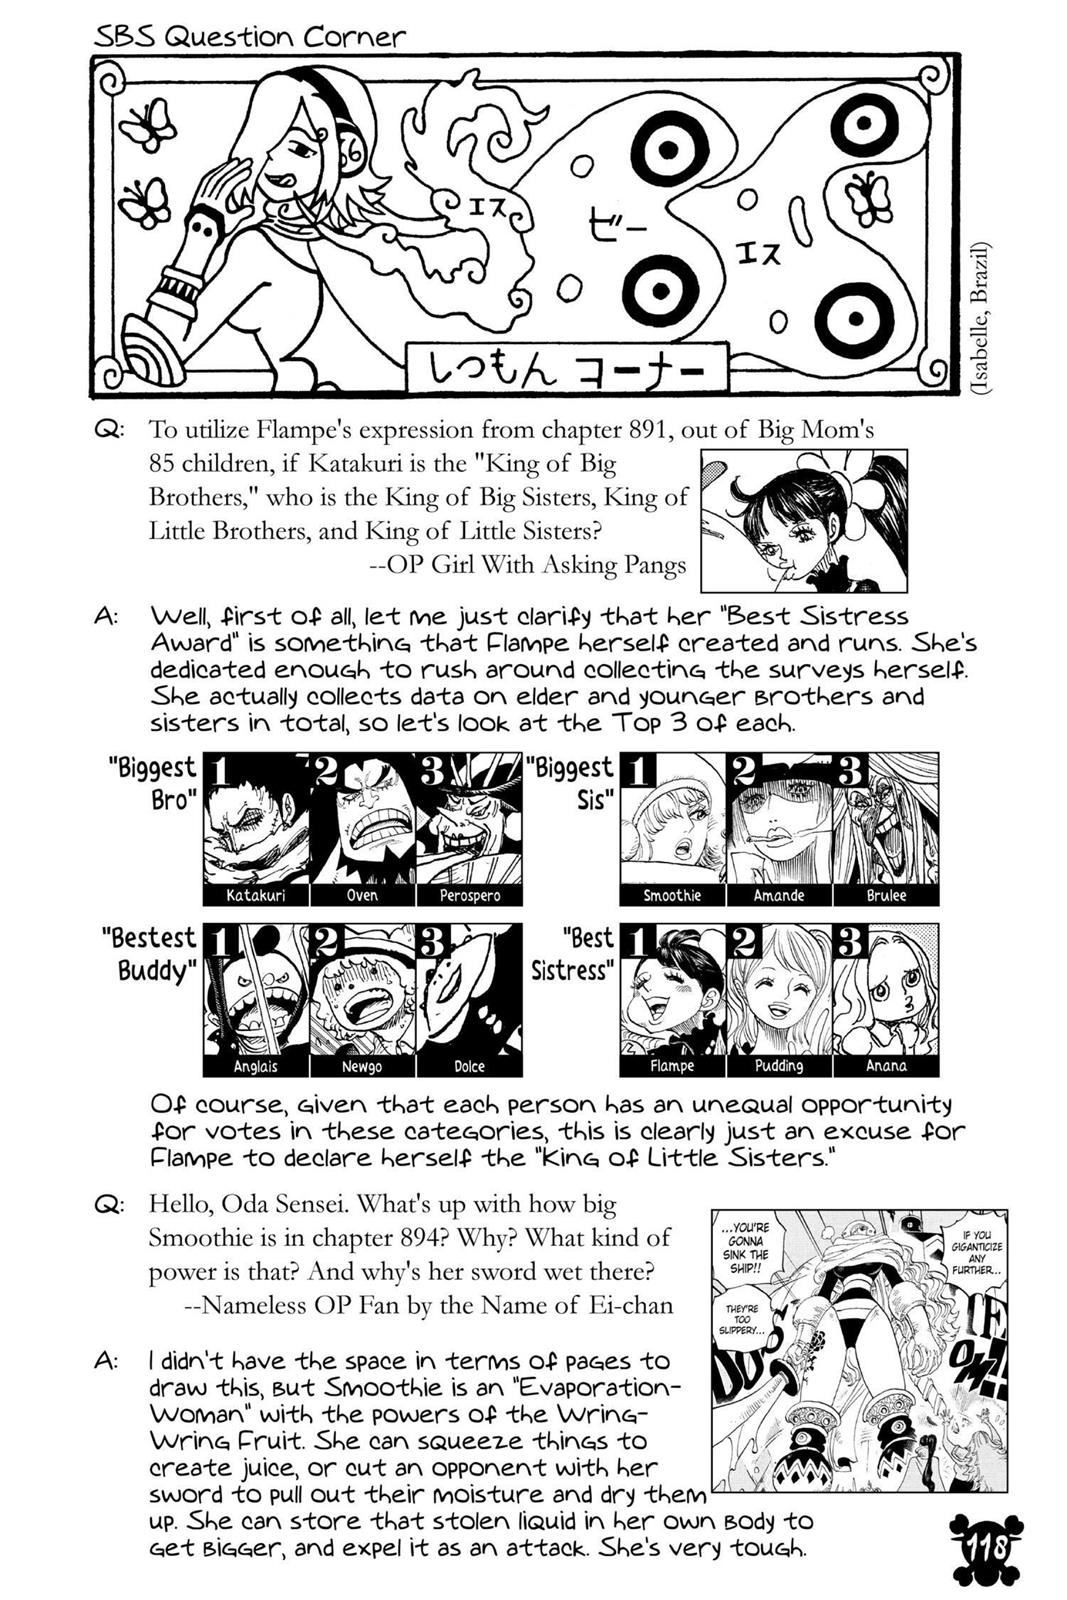 SBS Question Corner
エス
ビー
エス
しつもん コーナー
(Isabelle, Brazil)
Q: To utilize Flampe's expression from chapter 891, out of Big Mom's
85 children, if Katakuri is the "King of Big
Brothers," who is the King of Big Sisters, King of
Little Brothers, and King of Little Sisters?
--OP Girl With Asking Pangs
A: Well, first of all, let me just clarify that her "Best Sistress
Award" is something that Flampe herself created and runs. She's
dedicated enough to rush around collecting the surveys herself.
She actually collects data on elder and younger brothers and
sisters in total, so let's look at the Top 3 of each.
"Biggest
Bro"
1 2 3
Katakuri Oven Perospero
"Biggest
Sis"
1 2 3
Smoothie Amande Brulee
"Bestest
Buddy"
1 2 3
Anglais Newgo Dolce
"Best
Sistress"
1 2 3
Flampe Pudding Anana
Of course, given that each person has an unequal opportunity
for votes in these categories, this is clearly just an excuse for
Flampe to declare herself the "King of Little Sisters."
Q: Hello, Oda Sensei. What's up with how big
Smoothie is in chapter 894? Why? What kind of
power is that? And why's her sword wet there?
--Nameless OP Fan by the Name of Ei-chan
IF YOU
GIGANTICIZE
ANY
FURTHER...
...YOU'RE
GONNA
SINK THE
SHIP!!
THEY'RE
TOO
SLIPPERY...
A: I didn't have the space in terms of pages to
draw this, but Smoothie is an "Evaporation-
Woman" with the powers of the Wring-
Wring Fruit. She can squeeze things to
create juice, or cut an opponent with her
sword to pull out their moisture and dry them
up. She can store that stolen liquid in her own body to
get bigger, and expel it as an attack. She's very tough.
118